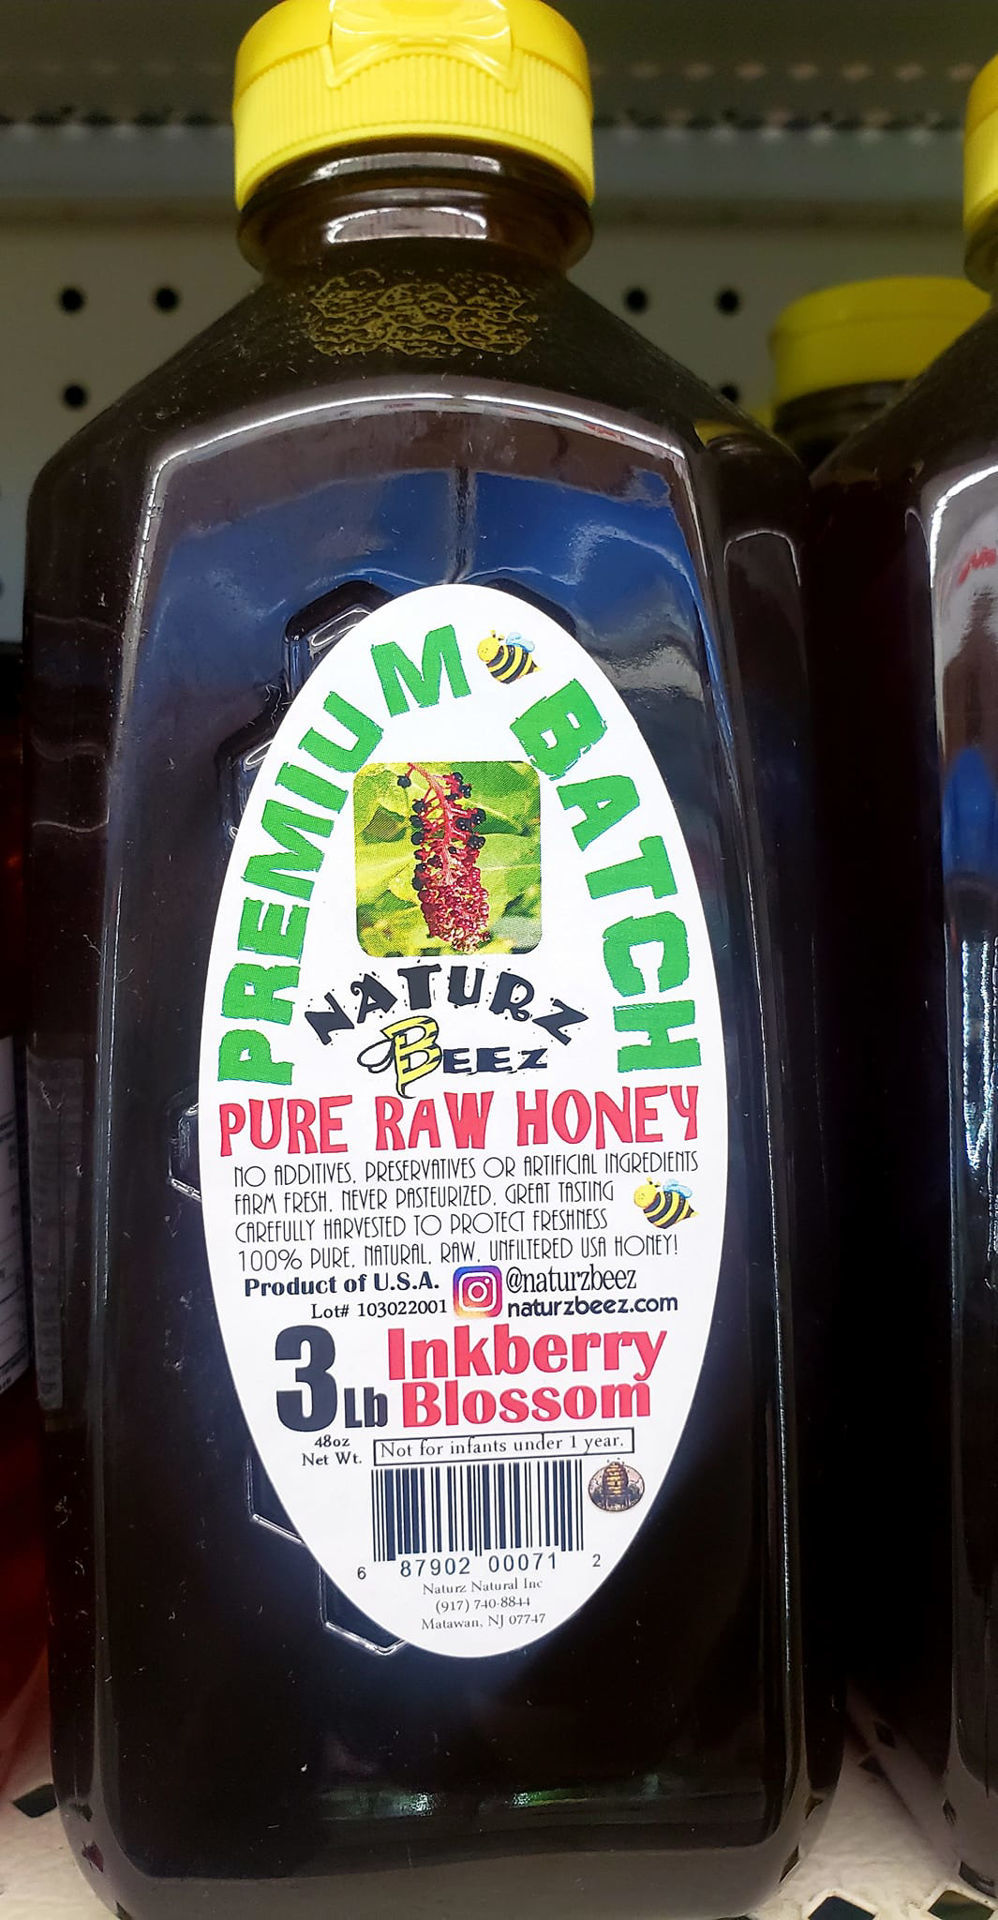 PREMIUM BATCH
NATURZ
BEEZ
PURE RAW HONEY
NO ADDITIVES, PRESERVATIVES OR ARTIFICIAL INGREDIENTS
FARM FRESH, NEVER PASTEURIZED, GREAT TASTING
CAREFULLY HARVESTED TO PROTECT FRESHNESS
100% PURE, NATURAL, RAW, UNFILTERED USA HONEY!
Product of U.S.A. @naturzbeez
Lot# 103022001 naturzbeez.com
3Lb Inkberry
Blossom
48oz
Net Wt. Not for infants under 1 year.
6 87902 00071 2
Naturz Natural Inc
(917) 740-8844
Matawan, NJ 07747